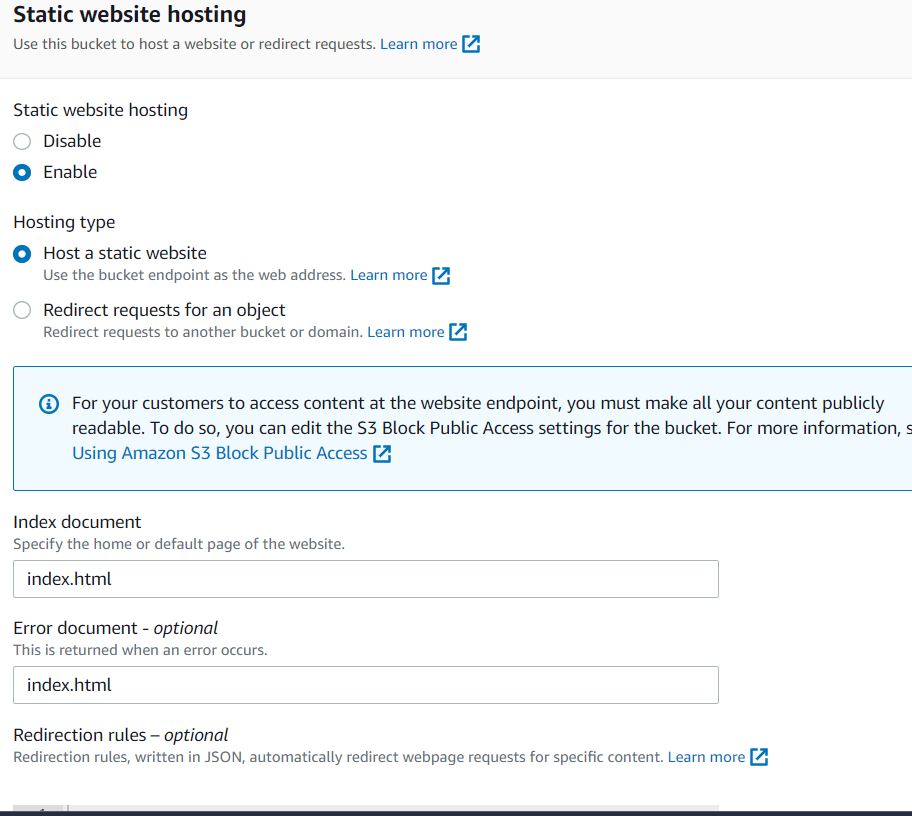 Static website hosting
Use this bucket to host a website or redirect requests. Learn more
Static website hosting
Disable
Enable
Hosting type
Host a static website
Use the bucket endpoint as the web address. Learn more
Redirect requests for an object
Redirect requests to another bucket or domain. Learn more
For your customers to access content at the website endpoint, you must make all your content publicly
readable. To do so, you can edit the S3 Block Public Access settings for the bucket. For more information, s
Using Amazon S3 Block Public Access
Index document
Specify the home or default page of the website.
index.html
Error document - optional
This is returned when an error occurs.
index.html
Redirection rules – optional
Redirection rules, written in JSON, automatically redirect webpage requests for specific content. Learn more